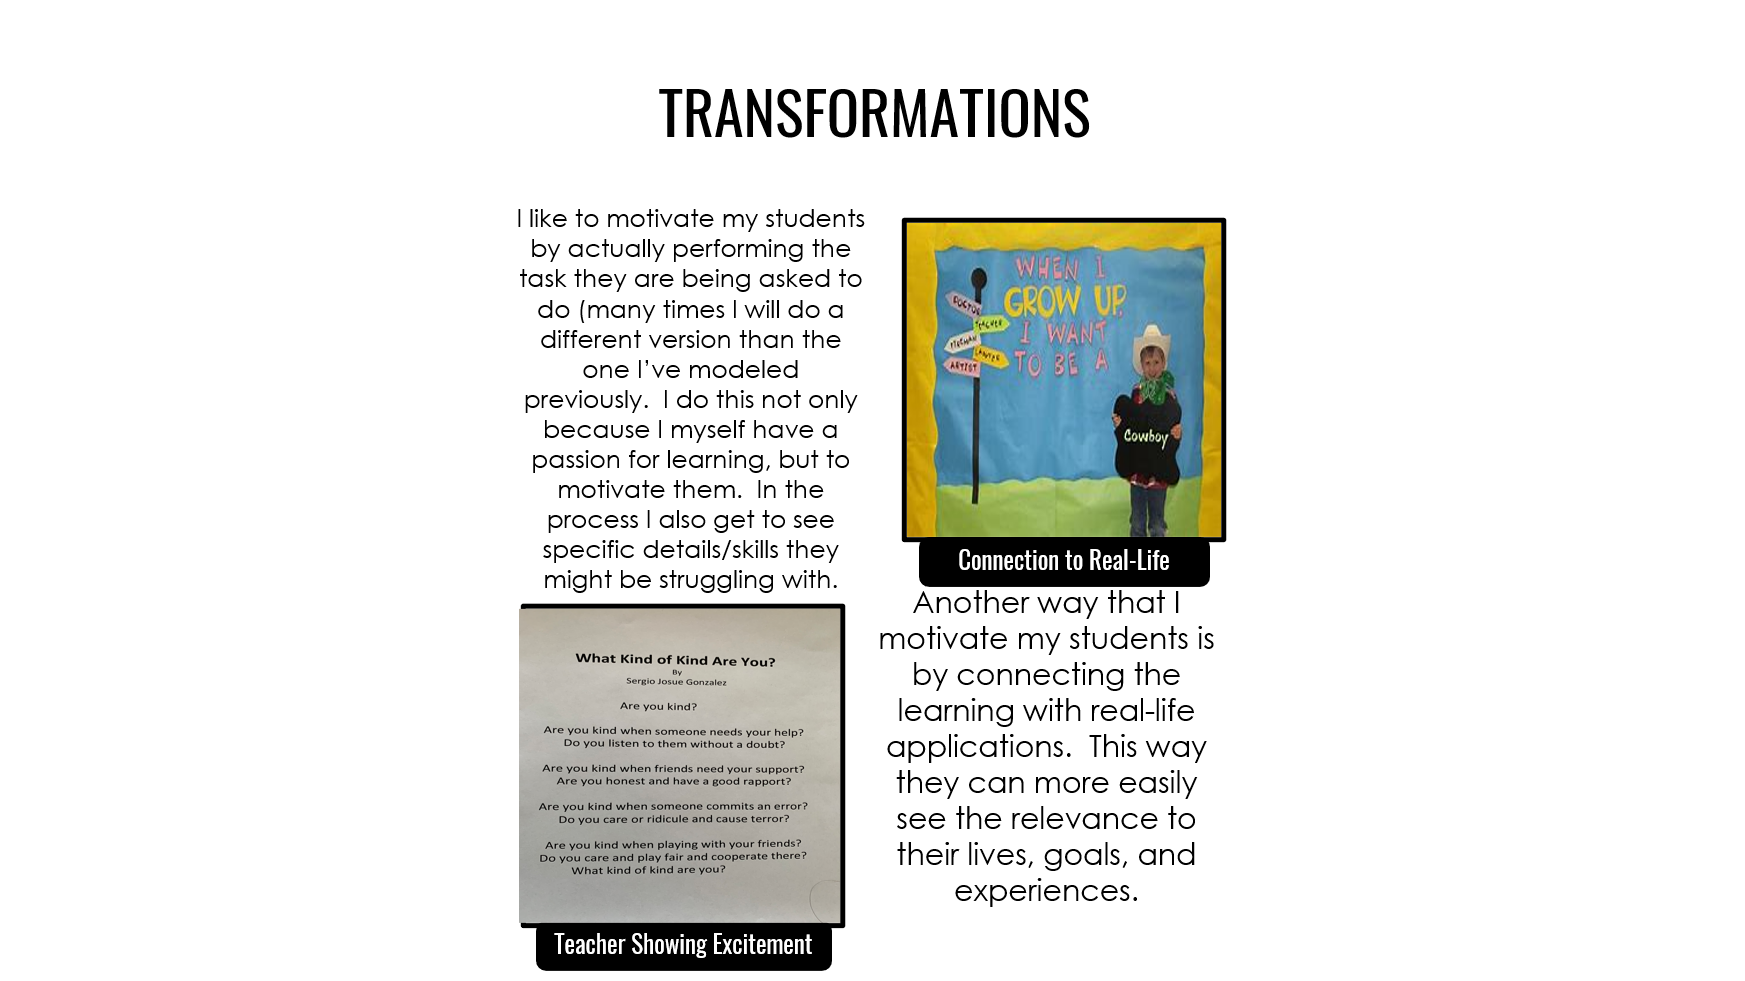 TRANSFORMATIONS
I like to motivate my students
by actually performing the
task they are being asked to
do (many times I will do a
different version than the
one I’ve modeled
previously.  I do this not only
because I myself have a
passion for learning, but to
motivate them.  In the
process I also get to see
specific details/skills they
might be struggling with.
What Kind of Kind Are You?
By
Sergio Josue Gonzalez
Are you kind?
Are you kind when someone needs your help?
Do you listen to them without a doubt?
Are you kind when friends need your support?
Are you honest and have a good rapport?
Are you kind when someone commits an error?
Do you care or ridicule and cause terror?
Are you kind when playing with your friends?
Do you care and play fair and cooperate there?
What kind of kind are you?
Teacher Showing Excitement
WHEN I
GROW UP,
I WANT
TO BE A
DOCTOR
TEACHER
FIREMAN
LAWYER
ARTIST
Cowboy
Connection to Real-Life
Another way that I
motivate my students is
by connecting the
learning with real-life
applications.  This way
they can more easily
see the relevance to
their lives, goals, and
experiences.